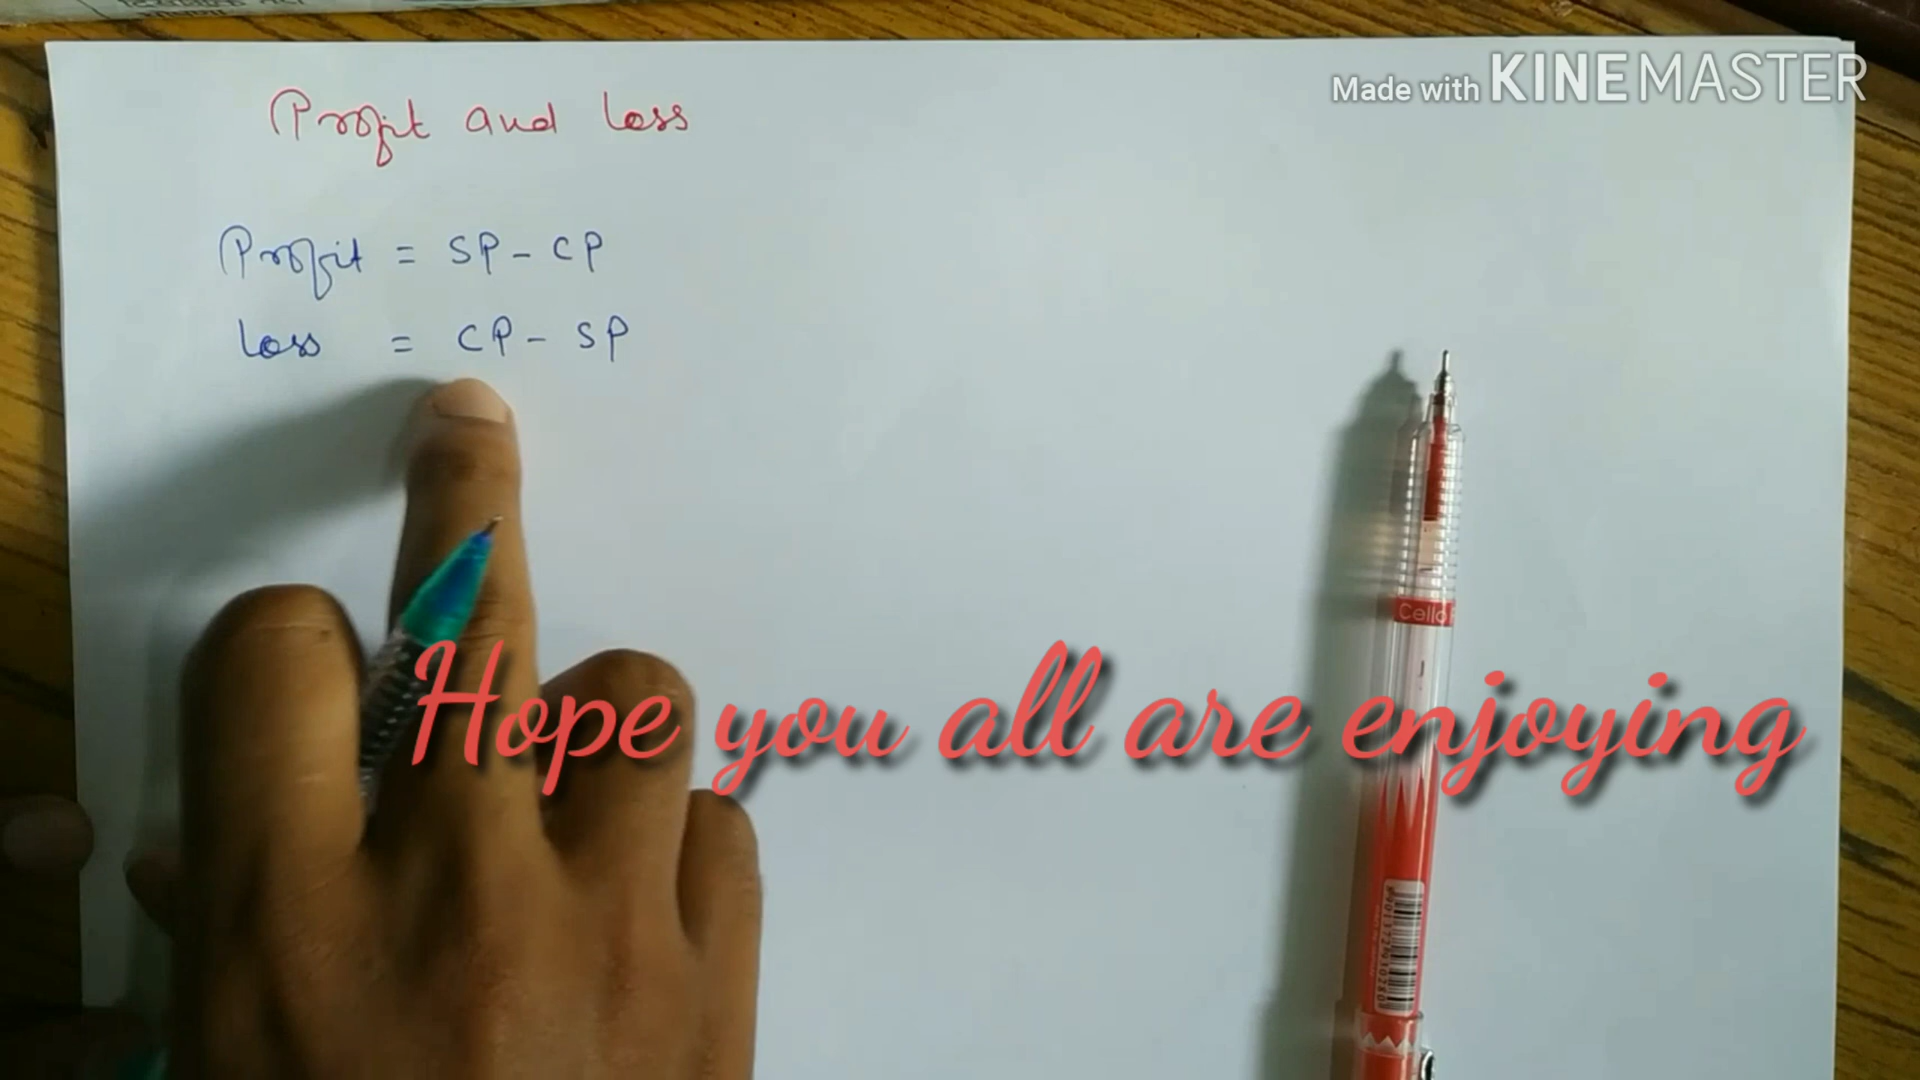 Made with KINEMASTER
Profit and loss
Profit = SP - CP
loss = CP - SP
Cello
Hope you all are enjoying